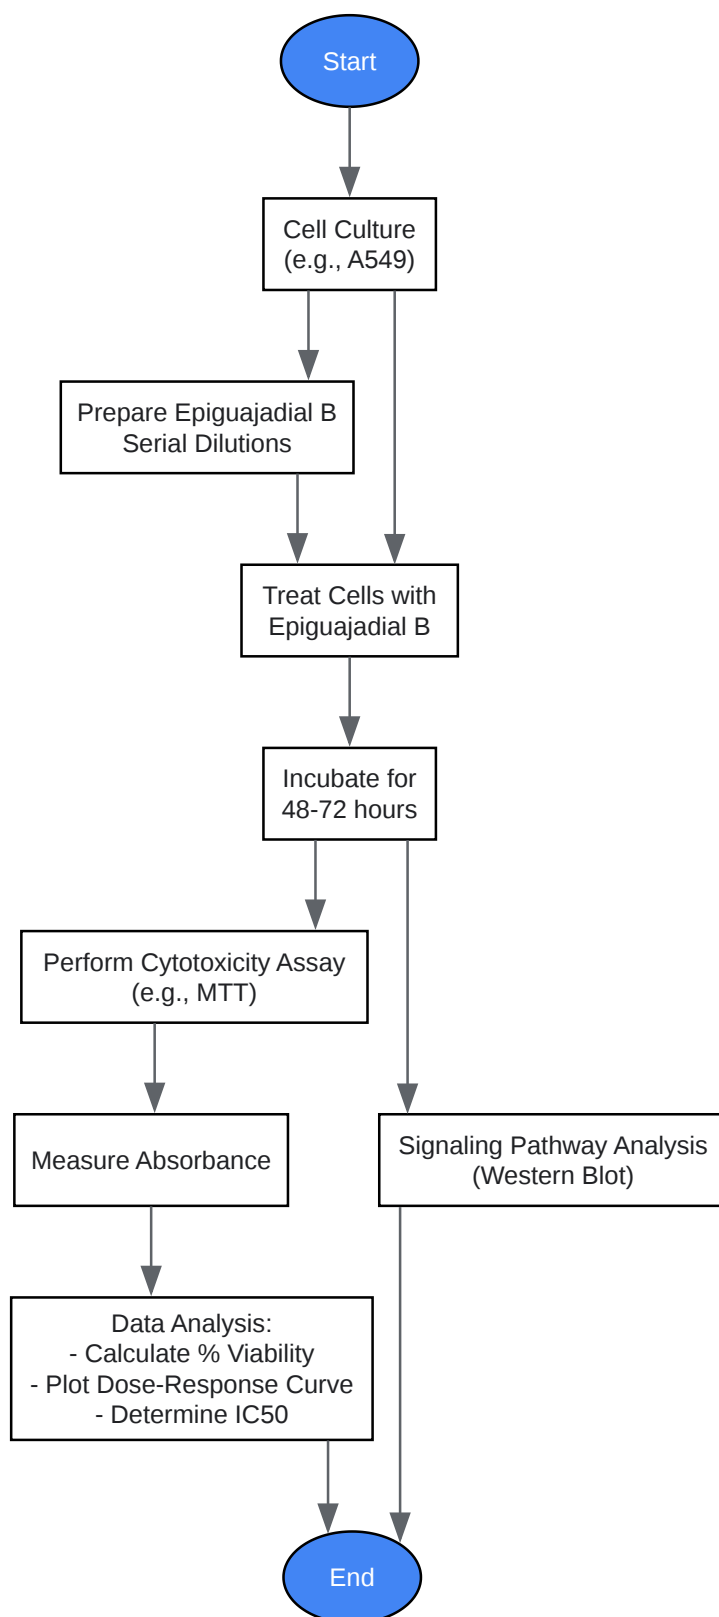 Start
Cell Culture
(e.g., A549)
Prepare Epiguajadial B
Serial Dilutions
Treat Cells with
Epiguajadial B
Incubate for
48-72 hours
Perform Cytotoxicity Assay
(e.g., MTT)
Measure Absorbance
Signaling Pathway Analysis
(Western Blot)
Data Analysis:
- Calculate % Viability
- Plot Dose-Response Curve
- Determine IC50
End